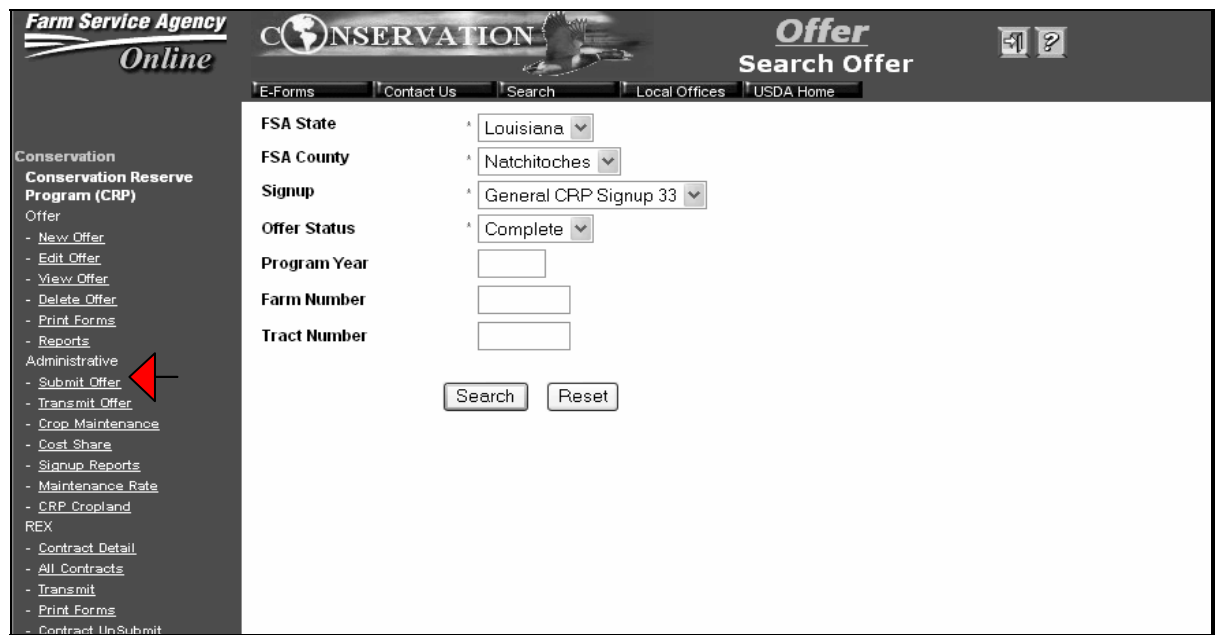 Farm Service Agency
Online
CONSERVATION
Offer
Search Offer
E-Forms
Contact Us
Search
Local Offices
USDA Home
Conservation
Conservation Reserve
Program (CRP)
Offer
- New Offer
- Edit Offer
- View Offer
- Delete Offer
- Print Forms
- Reports
Administrative
- Submit Offer
- Transmit Offer
- Crop Maintenance
- Cost Share
- Signup Reports
- Maintenance Rate
- CRP Cropland
REX
- Contract Detail
- All Contracts
- Transmit
- Print Forms
- Contract UnSubmit
FSA State * Louisiana
FSA County * Natchitoches
Signup * General CRP Signup 33
Offer Status * Complete
Program Year
Farm Number
Tract Number
Search Reset